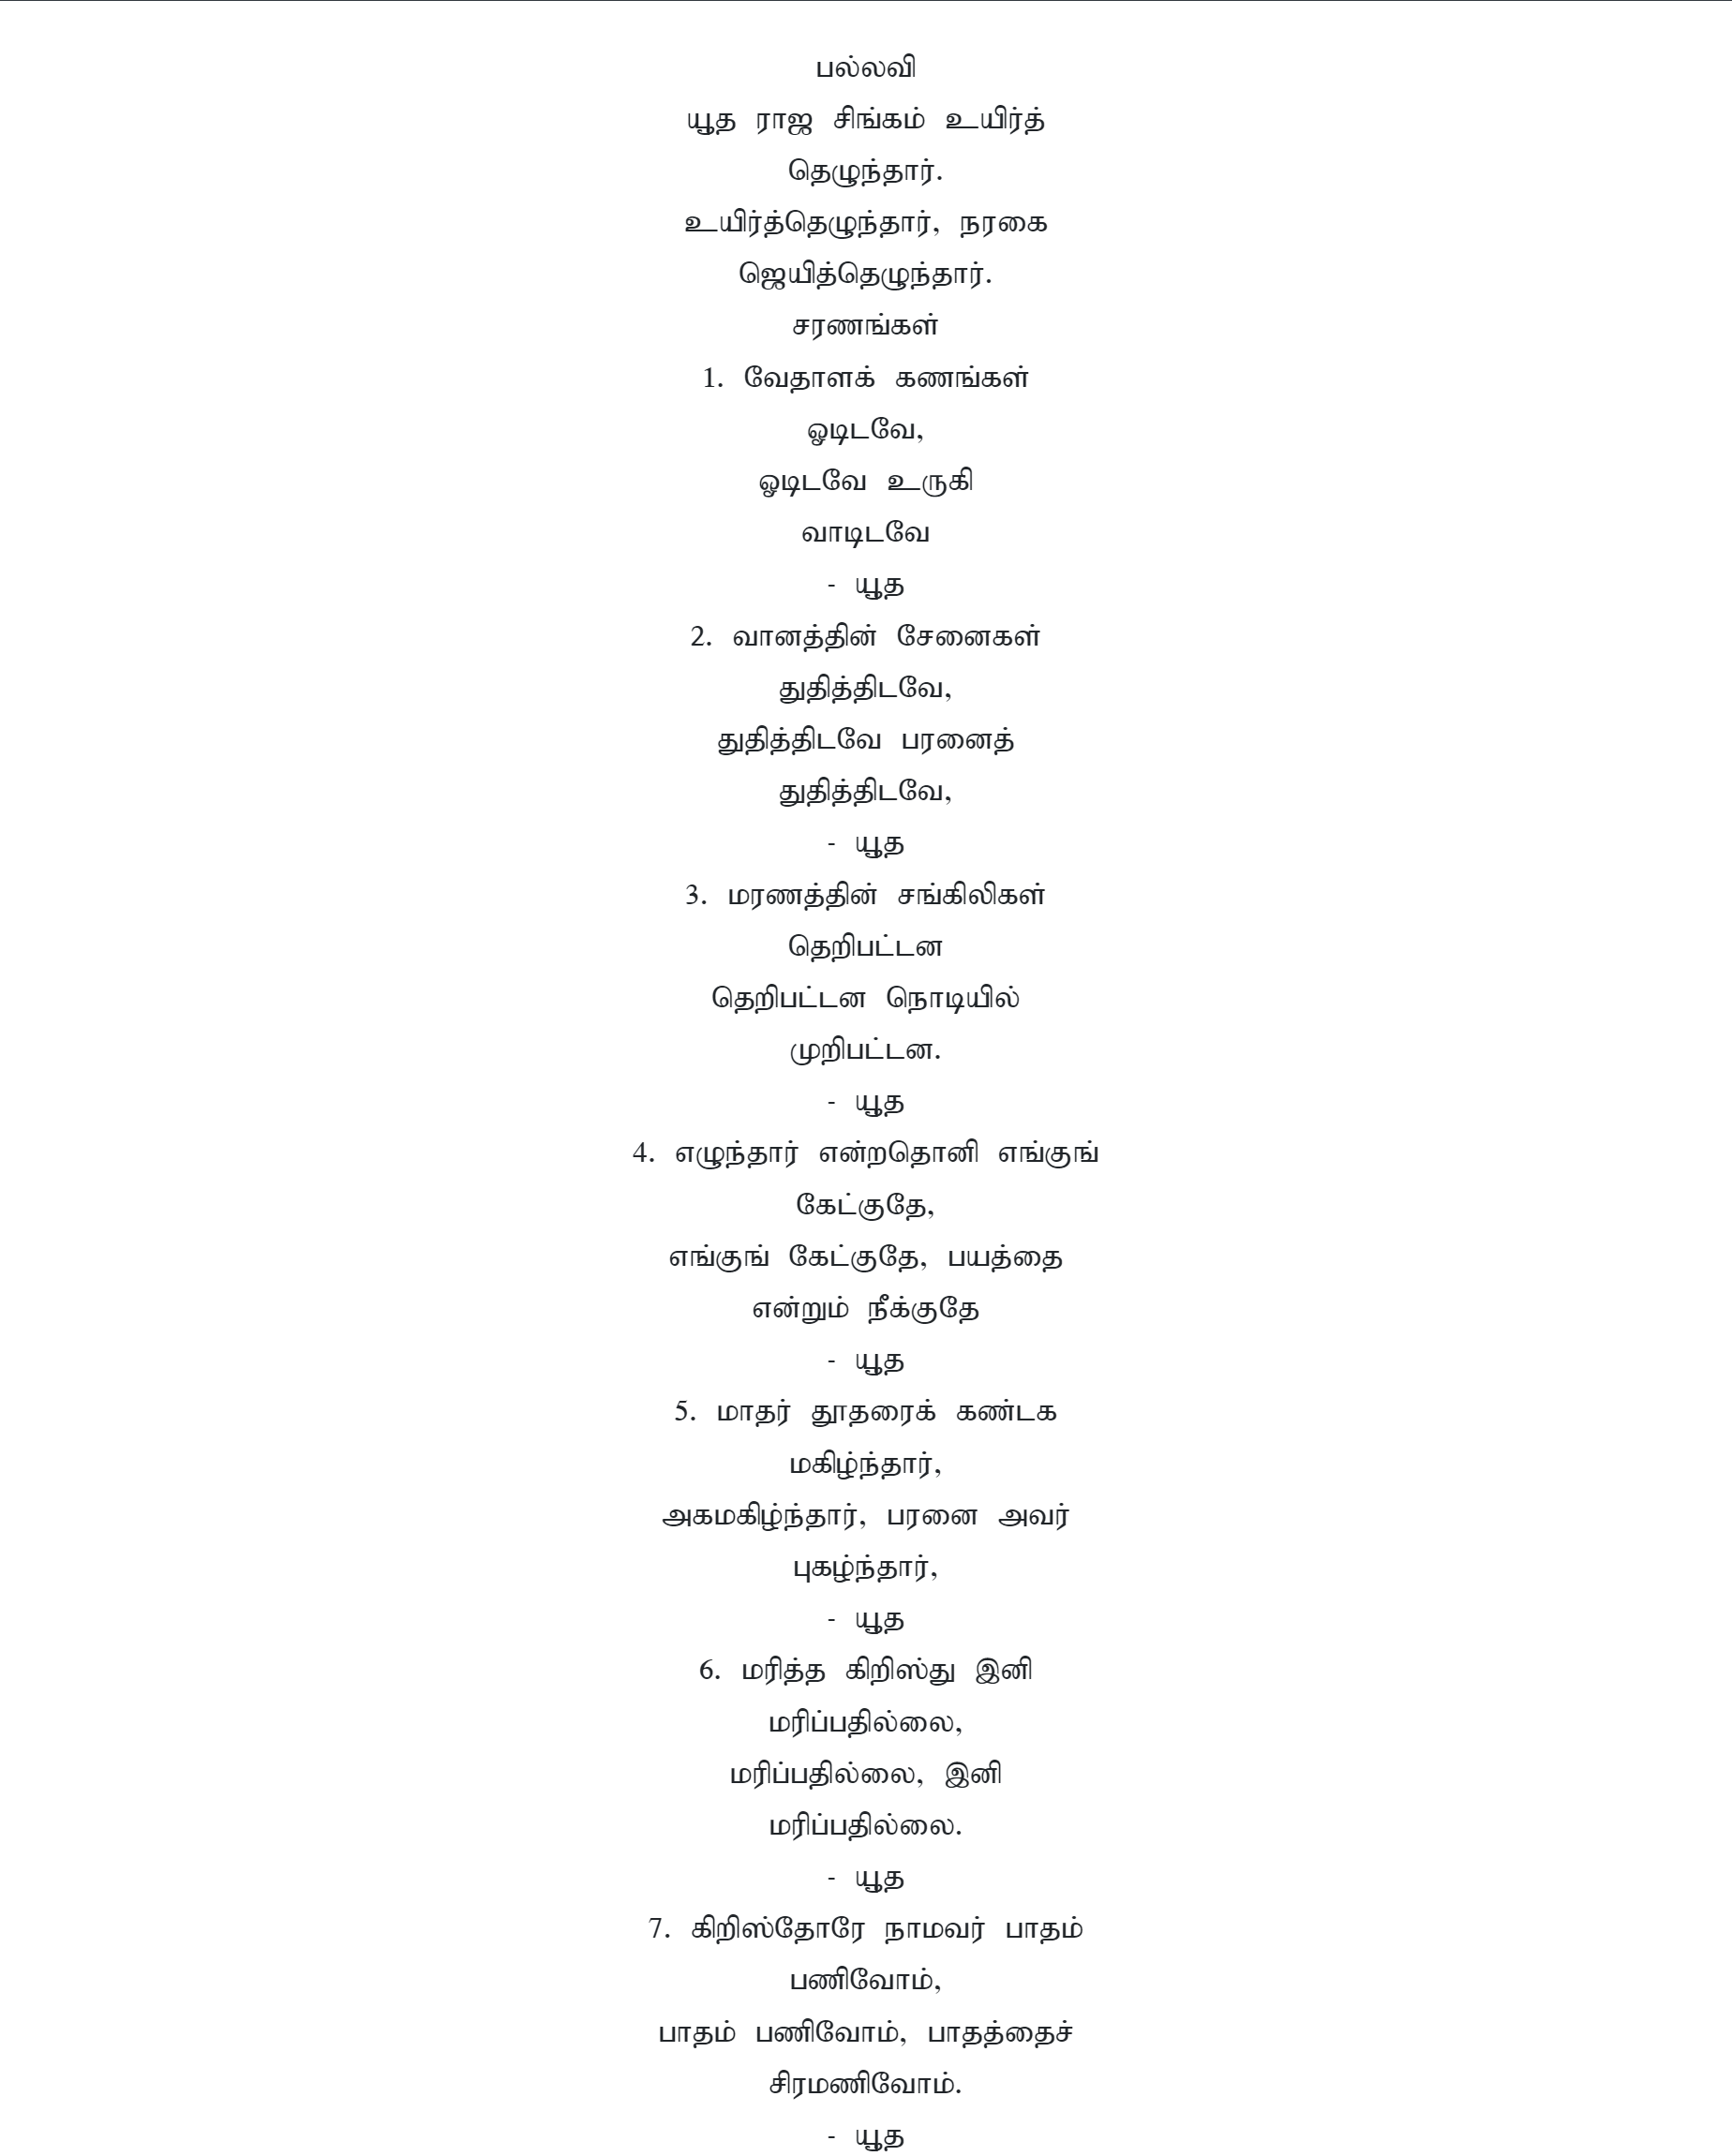 பல்லவி
யூத ராஜ சிங்கம் உயிர்த்
தெழுந்தார்.
உயிர்த்தெழுந்தார், நரகை
ஜெயித்தெழுந்தார்.
சரணங்கள்
1. வேதாளக் கணங்கள்
ஓடிடவே,
ஓடிடவே உருகி
வாடிடவே
- யூத
2. வானத்தின் சேனைகள்
துதித்திடவே,
துதித்திடவே பரனைத்
துதித்திடவே,
- யூத
3. மரணத்தின் சங்கிலிகள்
தெறிபட்டன
தெறிபட்டன நொடியில்
முறிபட்டன.
- யூத
4. எழுந்தார் என்றதொனி எங்குங்
கேட்குதே,
எங்குங் கேட்குதே, பயத்தை
என்றும் நீக்குதே
- யூத
5. மாதர் தூதரைக் கண்டக
மகிழ்ந்தார்,
அகமகிழ்ந்தார், பரனை அவர்
புகழ்ந்தார்,
- யூத
6. மரித்த கிறிஸ்து இனி
மரிப்பதில்லை,
மரிப்பதில்லை, இனி
மரிப்பதில்லை.
- யூத
7. கிறிஸ்தோரே நாமவர் பாதம்
பணிவோம்,
பாதம் பணிவோம், பாதத்தைச்
சிரமணிவோம்.
- யூத